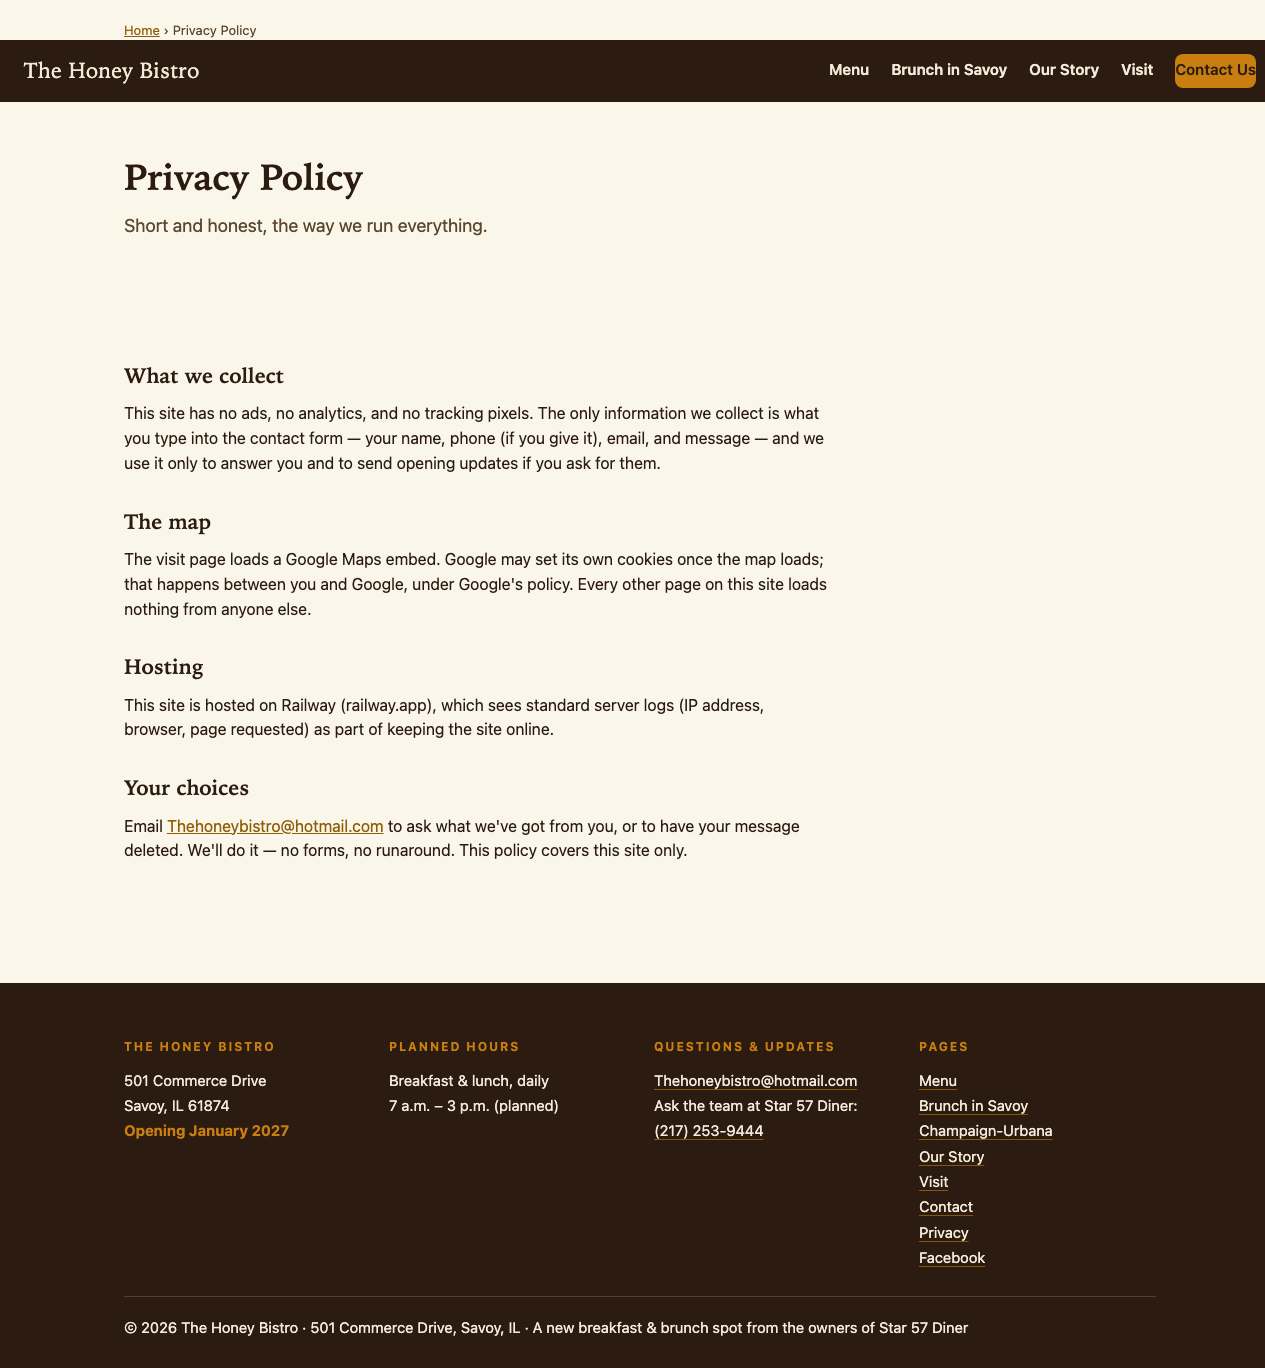 Home › Privacy Policy
The Honey Bistro
Menu
Brunch in Savoy
Our Story
Visit
Contact Us
Privacy Policy
Short and honest, the way we run everything.
What we collect
This site has no ads, no analytics, and no tracking pixels. The only information we collect is what
you type into the contact form — your name, phone (if you give it), email, and message — and we
use it only to answer you and to send opening updates if you ask for them.
The map
The visit page loads a Google Maps embed. Google may set its own cookies once the map loads;
that happens between you and Google, under Google's policy. Every other page on this site loads
nothing from anyone else.
Hosting
This site is hosted on Railway (railway.app), which sees standard server logs (IP address,
browser, page requested) as part of keeping the site online.
Your choices
Email Thehoneybistro@hotmail.com to ask what we've got from you, or to have your message
deleted. We'll do it — no forms, no runaround. This policy covers this site only.
THE HONEY BISTRO
501 Commerce Drive
Savoy, IL 61874
Opening January 2027
PLANNED HOURS
Breakfast & lunch, daily
7 a.m. – 3 p.m. (planned)
QUESTIONS & UPDATES
Thehoneybistro@hotmail.com
Ask the team at Star 57 Diner:
(217) 253-9444
PAGES
Menu
Brunch in Savoy
Champaign-Urbana
Our Story
Visit
Contact
Privacy
Facebook
© 2026 The Honey Bistro · 501 Commerce Drive, Savoy, IL · A new breakfast & brunch spot from the owners of Star 57 Diner